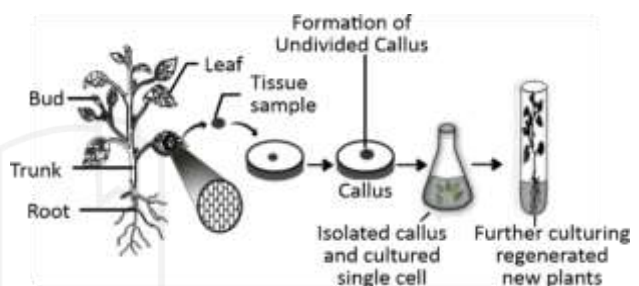 Formation of
Undivided Callus
Leaf
Bud
Tissue
sample
Trunk
Callus
Root
Isolated callus
and cultured
single cell
Further culturing
regenerated
new plants